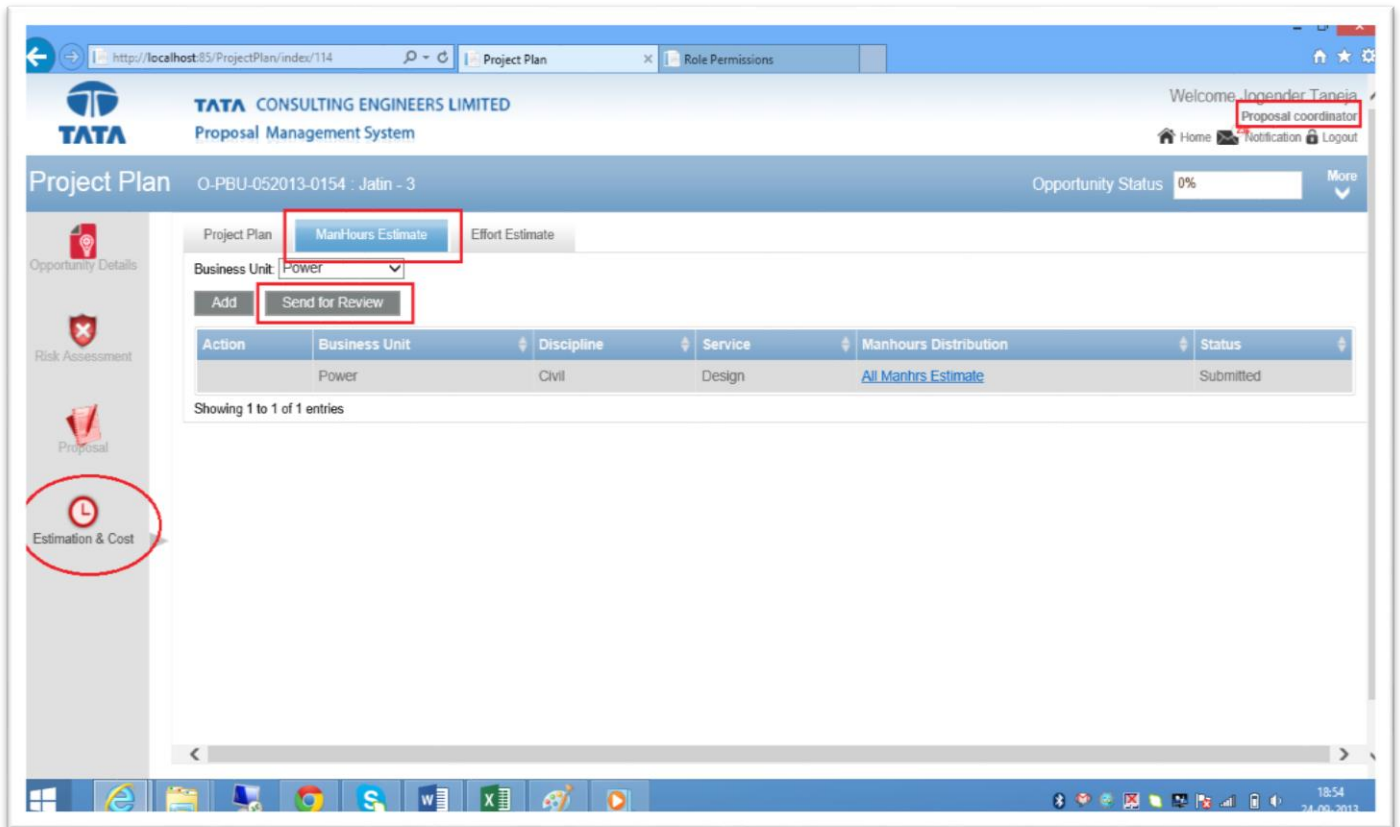 http://localhost:85/ProjectPlan/index/114
Project Plan
Role Permissions
TATA
TATA CONSULTING ENGINEERS LIMITED
Proposal Management System
Welcome Jogender Taneja
Proposal coordinator
Home Notification Logout
Project Plan O-PBU-052013-0154 : Jatin - 3 Opportunity Status 0% More
Opportunity Details
Risk Assessment
Proposal
Estimation & Cost
Project Plan ManHours Estimate Effort Estimate
Business Unit: Power
Add Send for Review
Action Business Unit Discipline Service Manhours Distribution Status
Power Civil Design All Manhrs Estimate Submitted
Showing 1 to 1 of 1 entries
18:54
24-09-2013